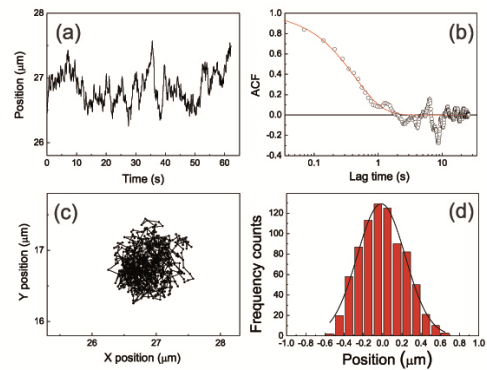 (a)
Position (μm)
28
27
26
0 10 20 30 40 50 60
Time (s)
(b)
ACF
1.0
0.8
0.6
0.4
0.2
0.0
-0.2
-0.4
0.1 1 10
Lag time (s)
(c)
Y position (μm)
18
17
16
26 27 28
X position (μm)
(d)
Frequency counts
120
100
80
60
40
20
0
-1.0 -0.8 -0.6 -0.4 -0.2 0.0 0.2 0.4 0.6 0.8 1.0
Position (μm)